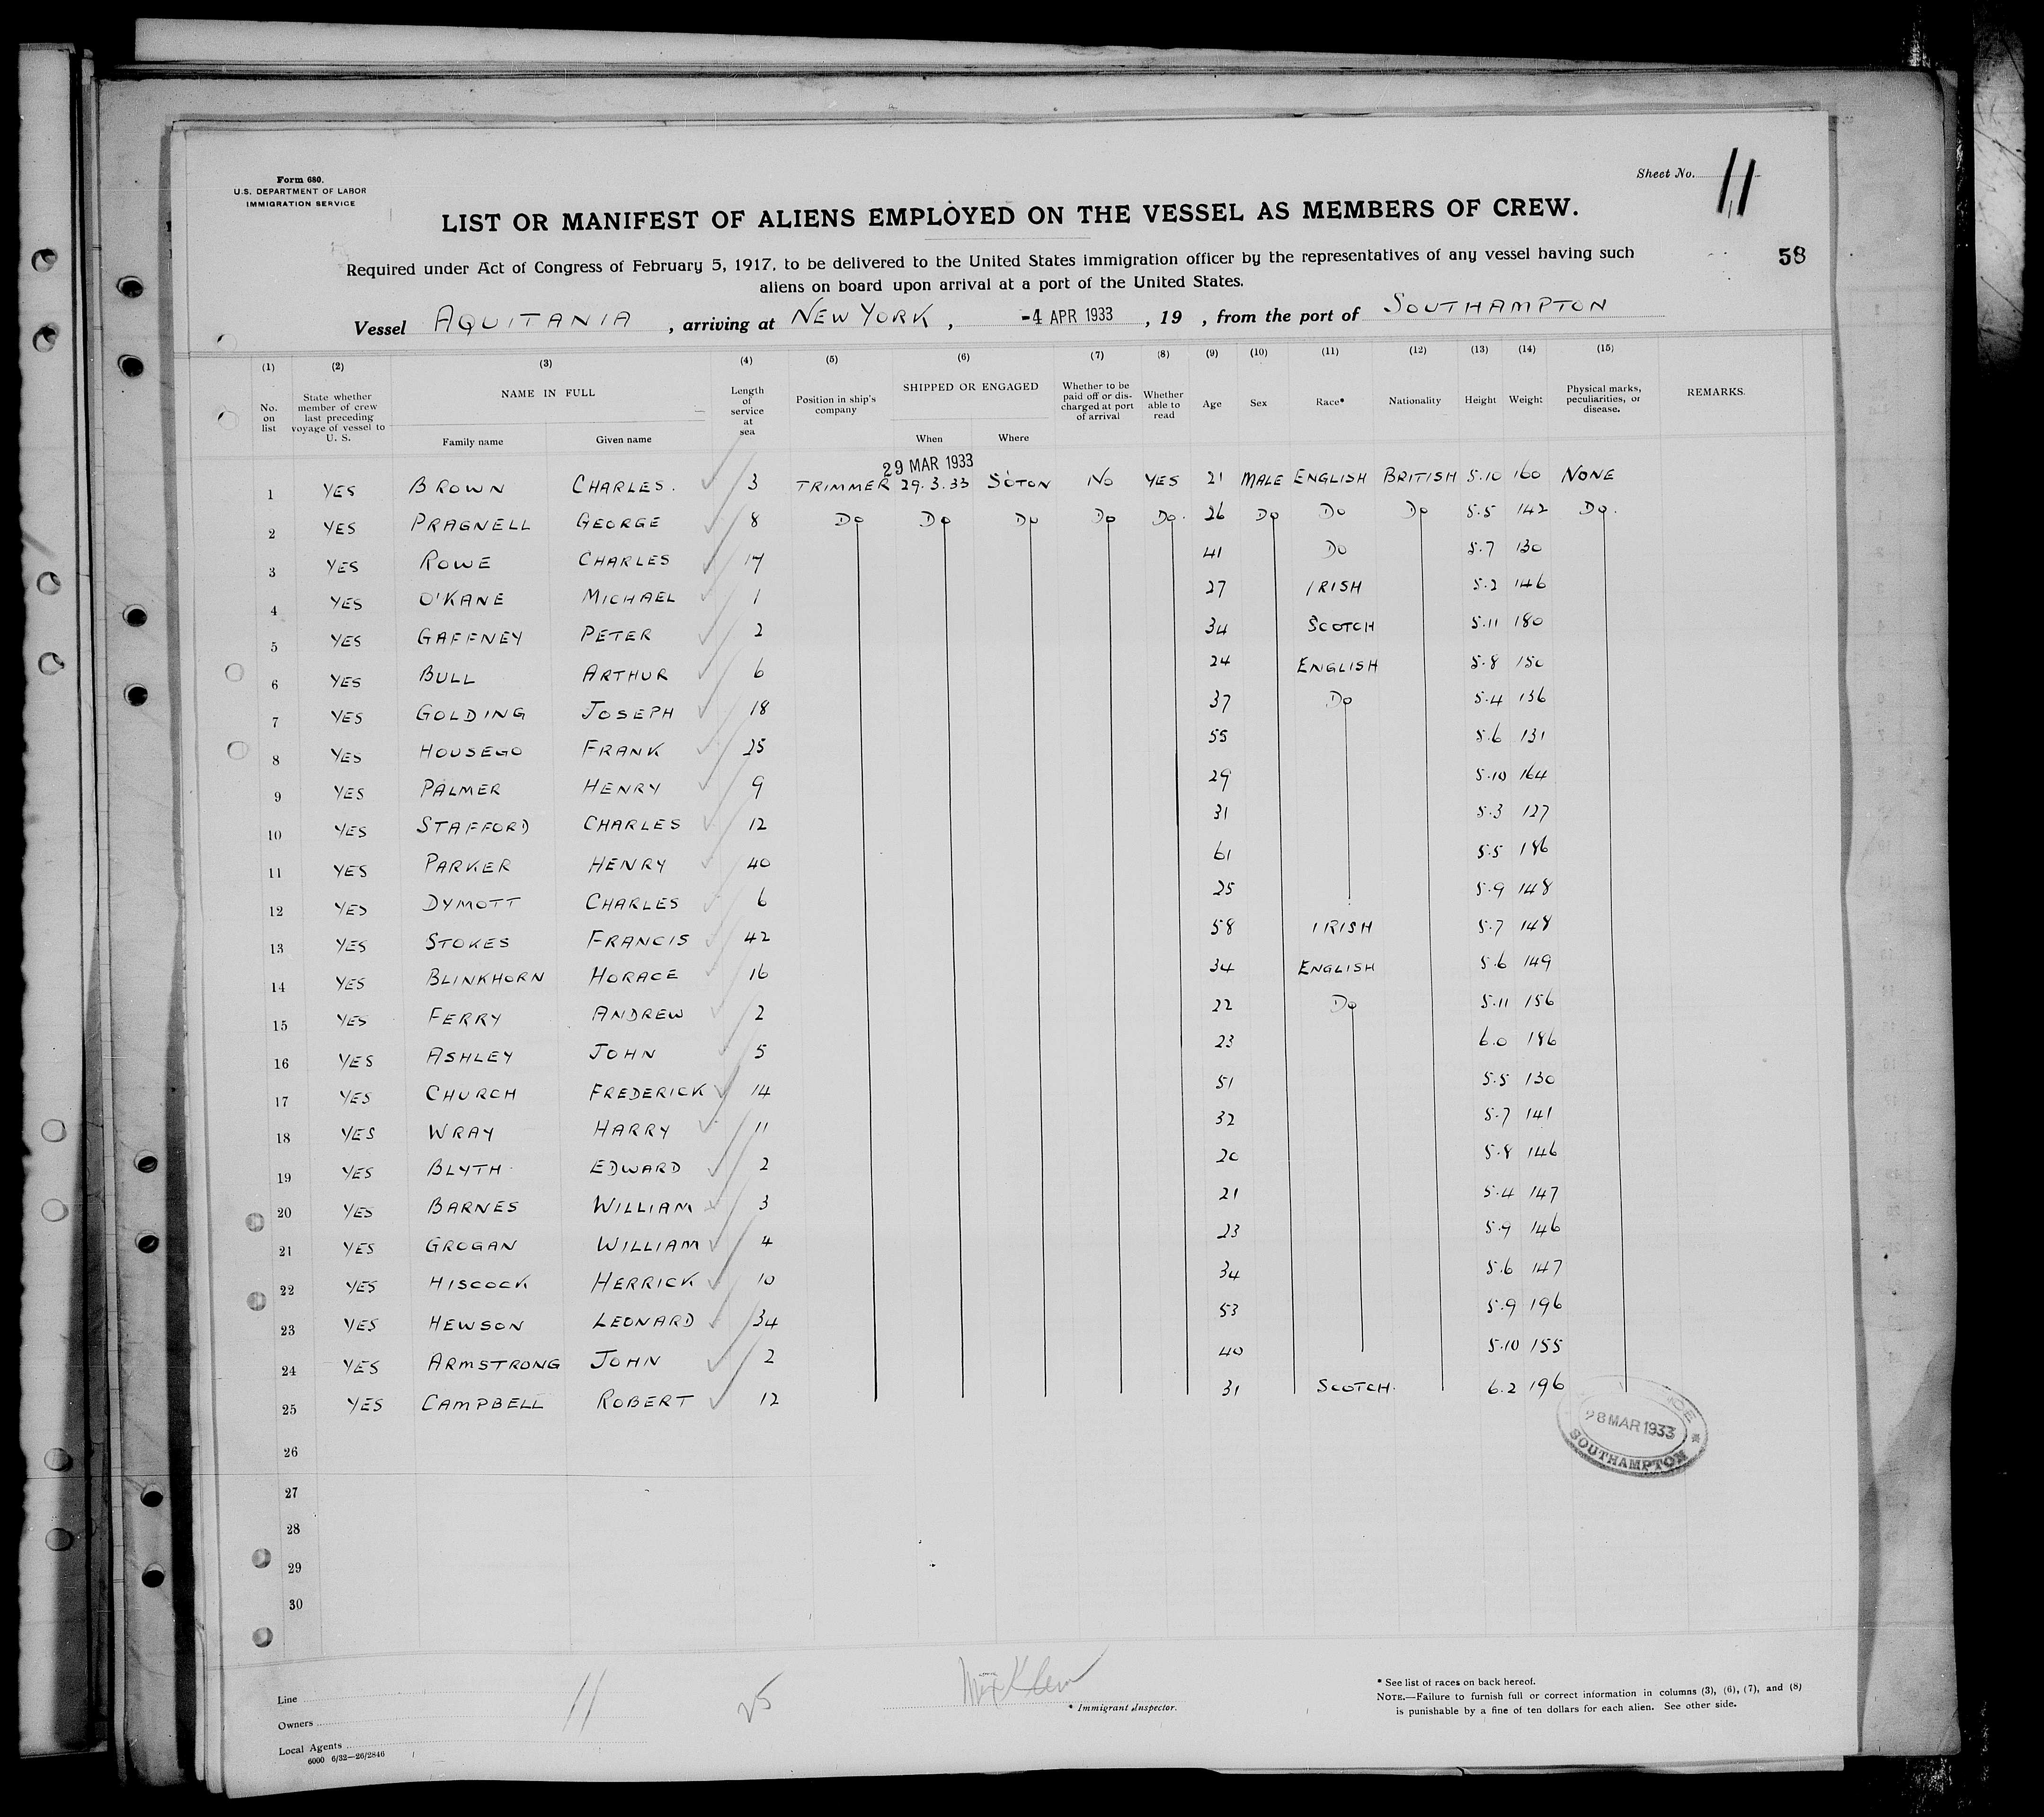 Form 680.
U.S. DEPARTMENT OF LABOR
IMMIGRATION SERVICE
Sheet No. 11
LIST OR MANIFEST OF ALIENS EMPLOYED ON THE VESSEL AS MEMBERS OF CREW.
58
Required under Act of Congress of February 5, 1917, to be delivered to the United States immigration officer by the representatives of any vessel having such
aliens on board upon arrival at a port of the United States.
Vessel AQUITANIA, arriving at NEW YORK, -4 APR 1933, 19 , from the port of SOUTHAMPTON
(1) (2) (3) (4) (5) (6) (7) (8) (9) (10) (11) (12) (13) (14) (15)
No. on list State whether member of crew last preceding voyage of vessel to U. S. NAME IN FULL Family name Given name Length of service at sea Position in ship's company SHIPPED OR ENGAGED When Where Whether to be paid off or discharged at port of arrival Whether able to read Age Sex Race* Nationality Height Weight Physical marks, peculiarities, or disease. REMARKS.
29 MAR 1933
1 YES BROWN CHARLES. 3 TRIMMER 29.3.33 SOTON NO YES 21 MALE ENGLISH BRITISH 5.10 160 NONE
2 YES PRAGNELL GEORGE 8 DO DO DO DO DO. 26 DO DO DO 5.5 142 DO.
3 YES ROWE CHARLES 17 41 DO 5.7 130
4 YES O'KANE MICHAEL 1 27 IRISH 5.2 146
5 YES GAFFNEY PETER 2 34 SCOTCH 5.11 180
6 YES BULL ARTHUR 6 24 ENGLISH 5.8 150
7 YES GOLDING JOSEPH 18 37 DO 5.4 136
8 YES HOUSEGO FRANK 25 55 5.6 131
9 YES PALMER HENRY 9 29 5.10 164
10 YES STAFFORD CHARLES 12 31 5.3 127
11 YES PARKER HENRY 40 61 5.5 186
12 YES DYMOTT CHARLES 6 25 5.9 148
13 YES STOKES FRANCIS 42 58 IRISH 5.7 148
14 YES BLINKHORN HORACE 16 34 ENGLISH 5.6 149
15 YES FERRY ANDREW 2 22 DO 5.11 156
16 YES ASHLEY JOHN 5 23 6.0 186
17 YES CHURCH FREDERICK 14 51 5.5 130
18 YES WRAY HARRY 11 32 5.7 141
19 YES BLYTH EDWARD 2 20 5.8 146
20 YES BARNES WILLIAM 3 21 5.4 147
21 YES GROGAN WILLIAM 4 23 5.9 146
22 YES HISCOCK HERRICK 10 34 5.6 147
23 YES HEWSON LEONARD 34 53 5.9 196
24 YES ARMSTRONG JOHN 2 40 5.10 155
25 YES CAMPBELL ROBERT 12 31 SCOTCH. 6.2 196
26
28 MAR 1933
SOUTHAMPTON
27
28
29
30
Line
Owners
Local Agents
6000 6/32—26/2846
11
25
* Immigrant Inspector.
* See list of races on back hereof.
NOTE.—Failure to furnish full or correct information in columns (3), (6), (7), and (8)
is punishable by a fine of ten dollars for each alien. See other side.